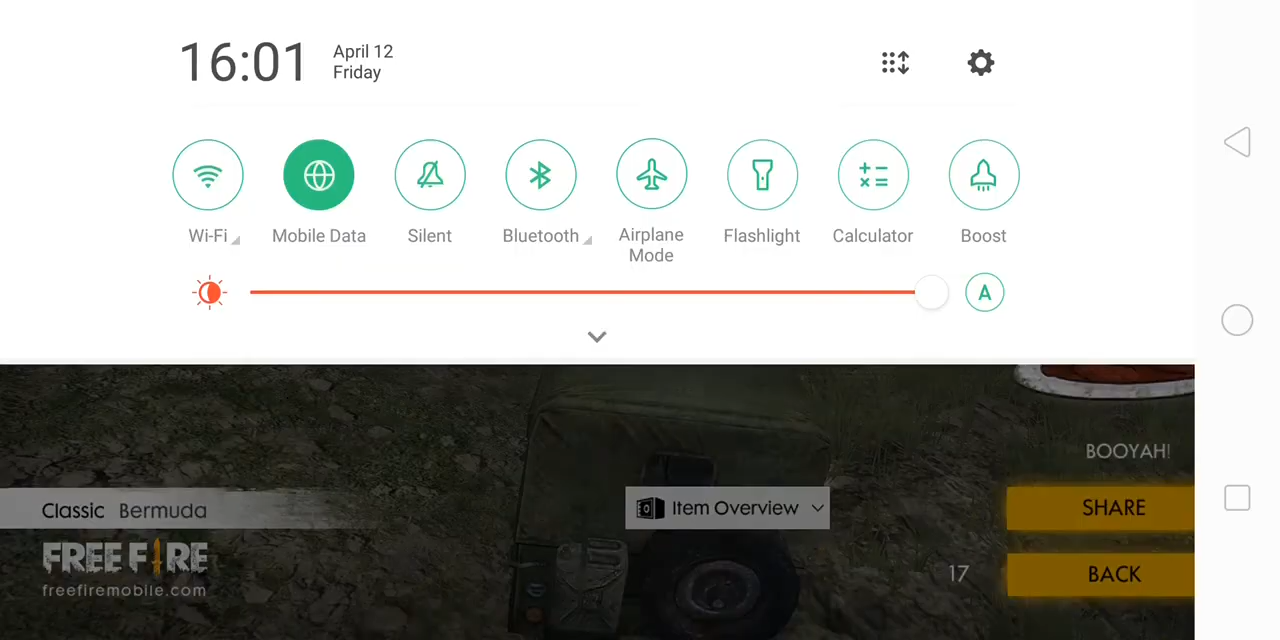 16:01
April 12
Friday
Wi-Fi
Mobile Data
Silent
Bluetooth
Airplane
Mode
Flashlight
Calculator
Boost
A
BOOYAH!
Classic Bermuda
Item Overview
SHARE
FREE FIRE
freefiremobile.com
17
BACK